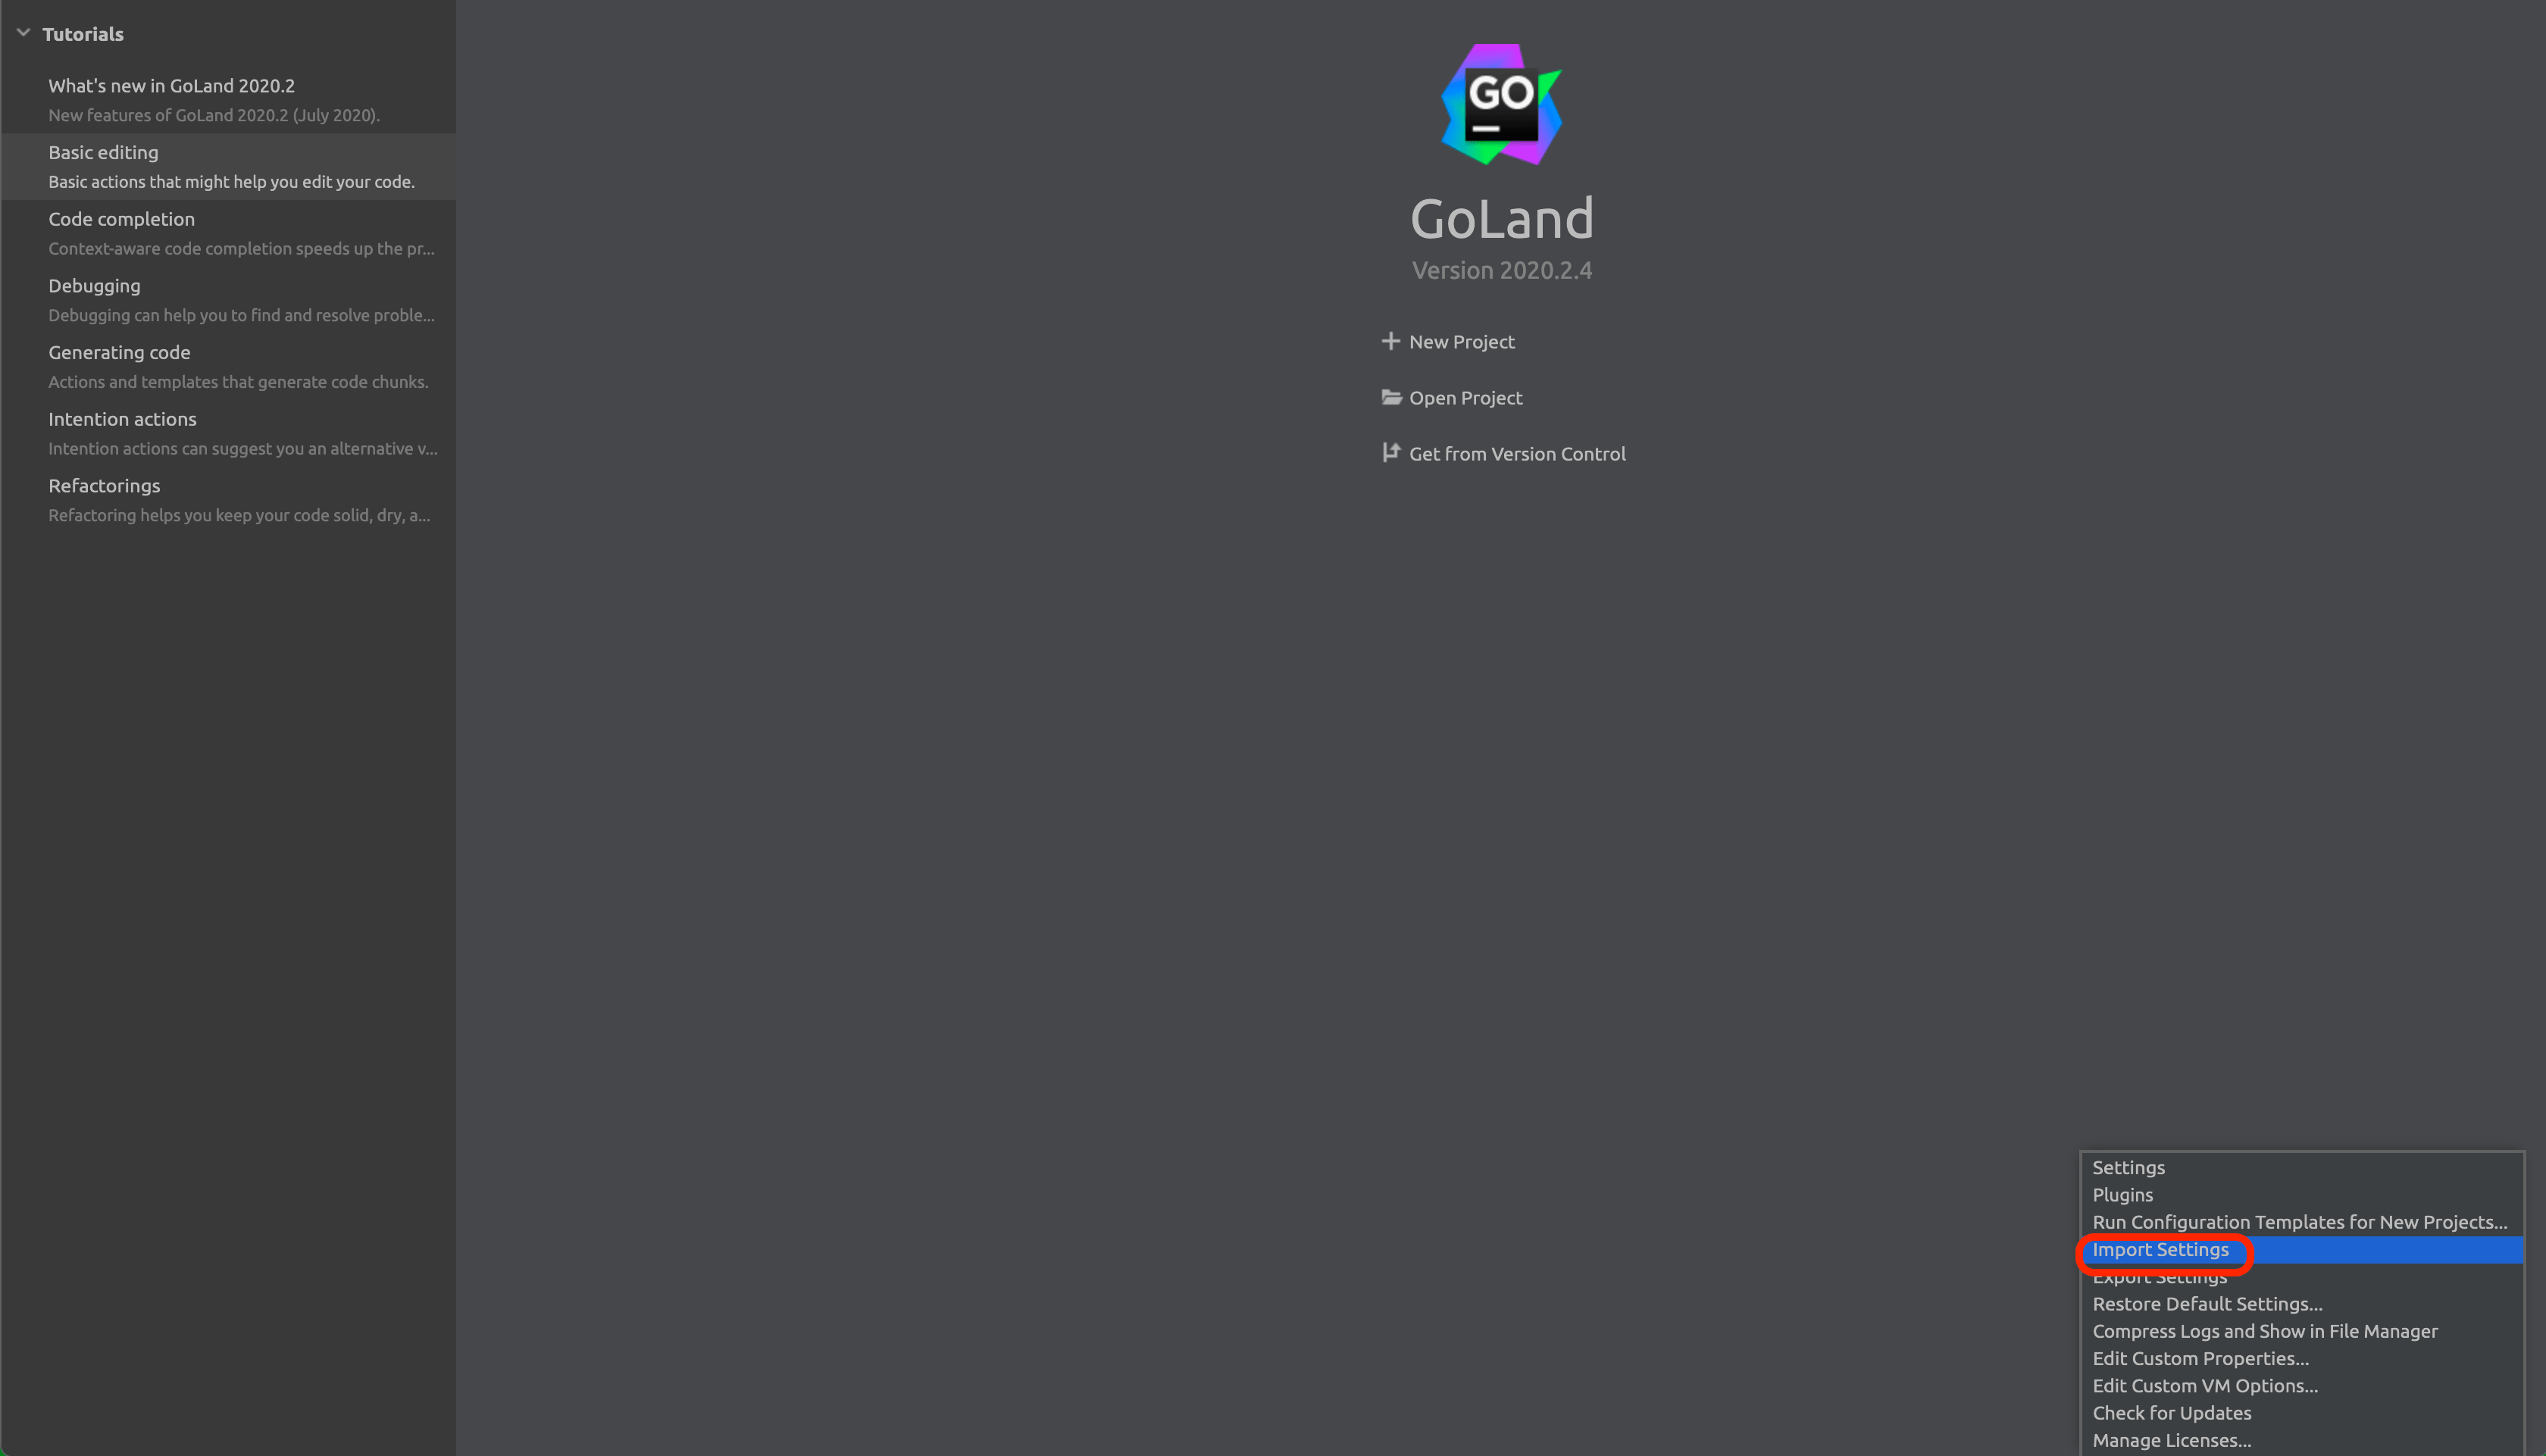 Tutorials
What's new in GoLand 2020.2
New features of GoLand 2020.2 (July 2020).
Basic editing
Basic actions that might help you edit your code.
Code completion
Context-aware code completion speeds up the pr...
Debugging
Debugging can help you to find and resolve proble...
Generating code
Actions and templates that generate code chunks.
Intention actions
Intention actions can suggest you an alternative v...
Refactorings
Refactoring helps you keep your code solid, dry, a...
GO
GoLand
Version 2020.2.4
New Project
Open Project
Get from Version Control
Settings
Plugins
Run Configuration Templates for New Projects...
Import Settings
Export Settings
Restore Default Settings...
Compress Logs and Show in File Manager
Edit Custom Properties...
Edit Custom VM Options...
Check for Updates
Manage Licenses...